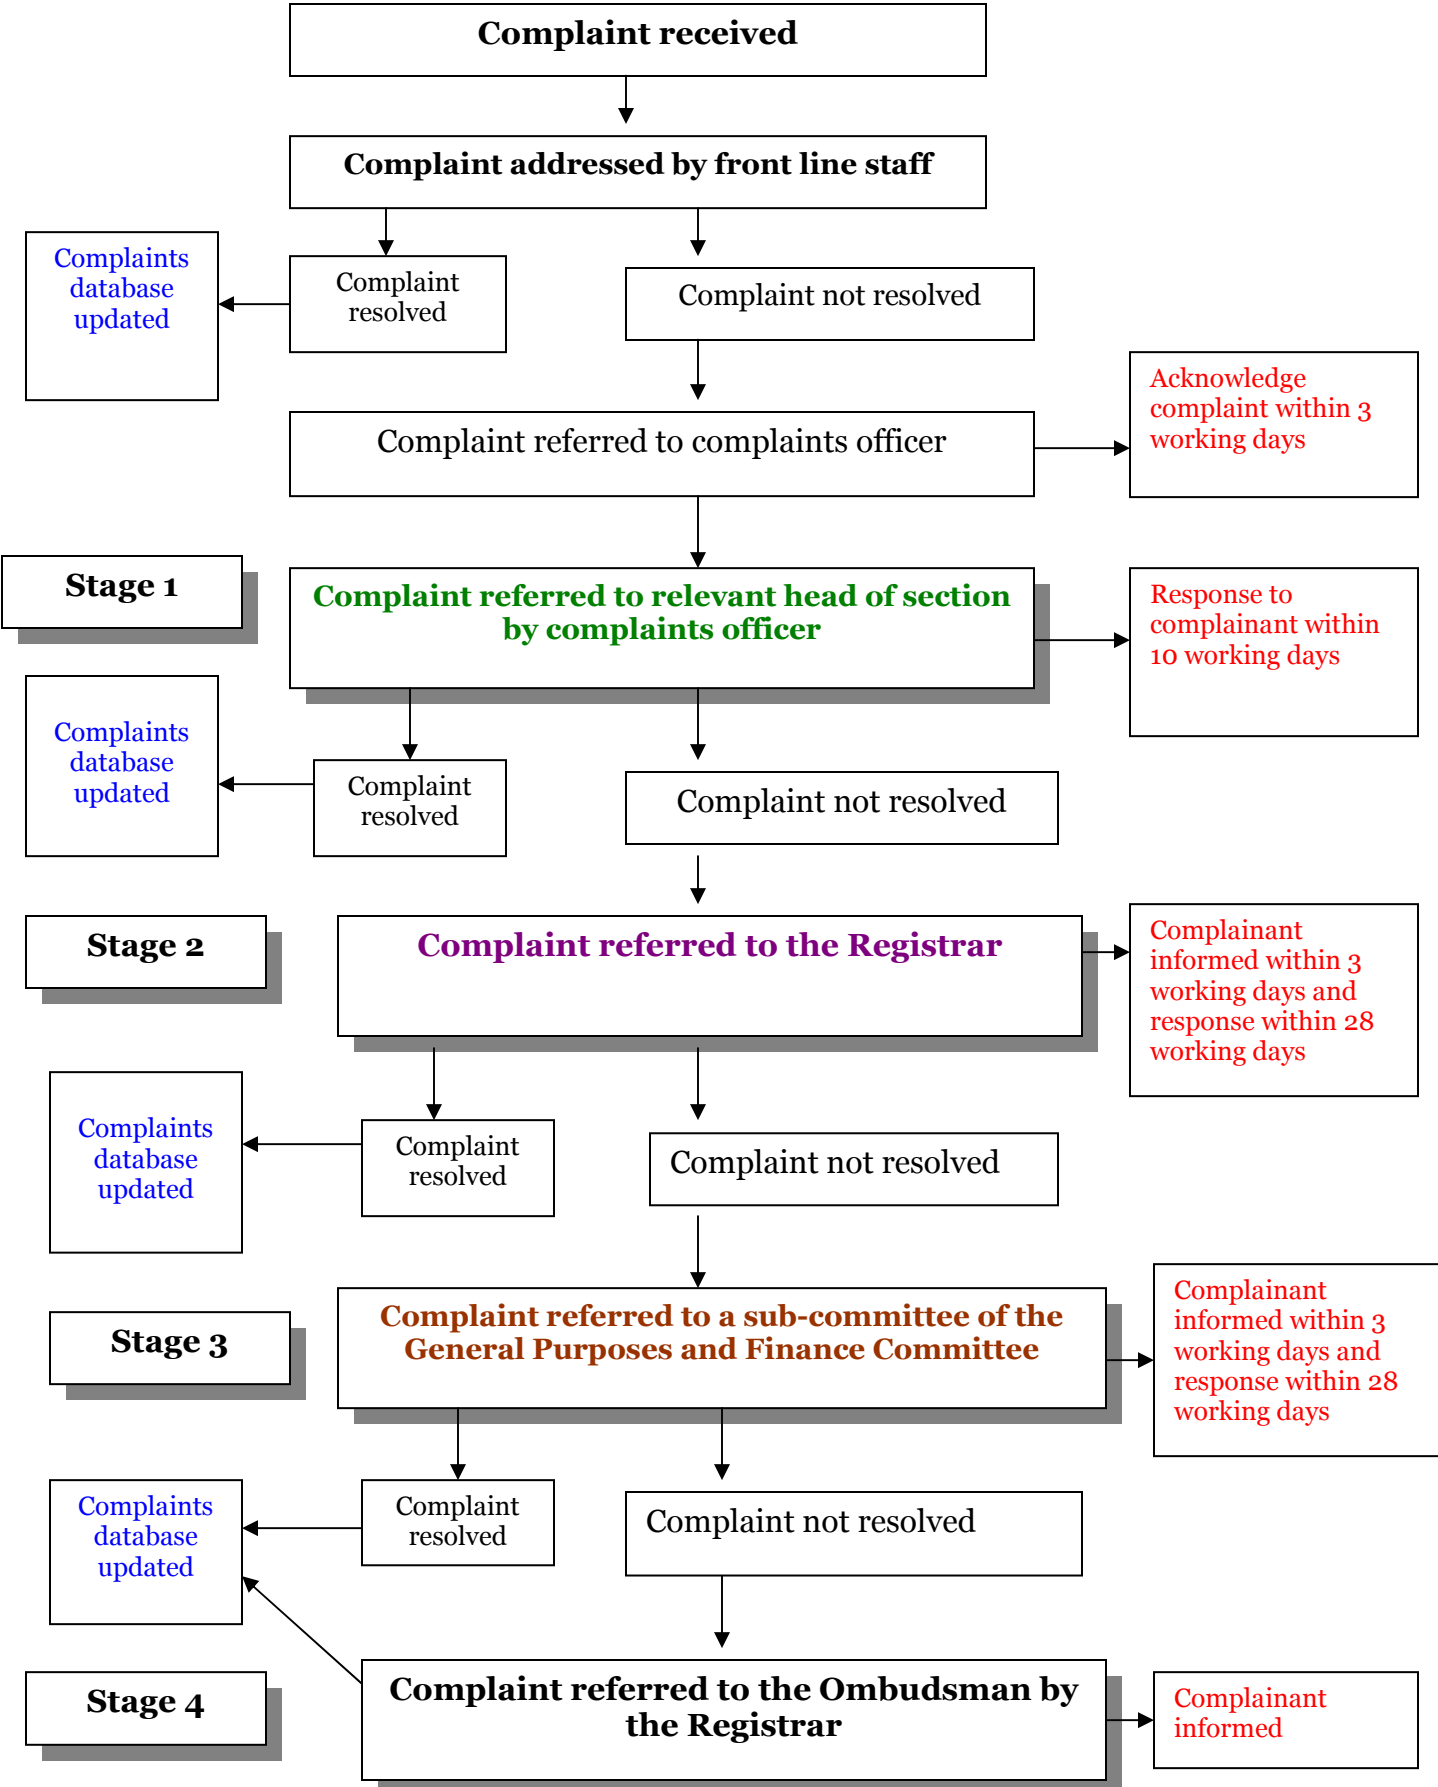 Complaint received
Complaint addressed by front line staff
Complaints
database
updated
Complaint
resolved
Complaint not resolved
Acknowledge
complaint within 3
working days
Complaint referred to complaints officer
Stage 1
Complaint referred to relevant head of section
by complaints officer
Response to
complainant within
10 working days
Complaints
database
updated
Complaint
resolved
Complaint not resolved
Stage 2
Complaint referred to the Registrar
Complainant
informed within 3
working days and
response within 28
working days
Complaints
database
updated
Complaint
resolved
Complaint not resolved
Stage 3
Complaint referred to a sub-committee of the
General Purposes and Finance Committee
Complainant
informed within 3
working days and
response within 28
working days
Complaints
database
updated
Complaint
resolved
Complaint not resolved
Stage 4
Complaint referred to the Ombudsman by
the Registrar
Complainant
informed